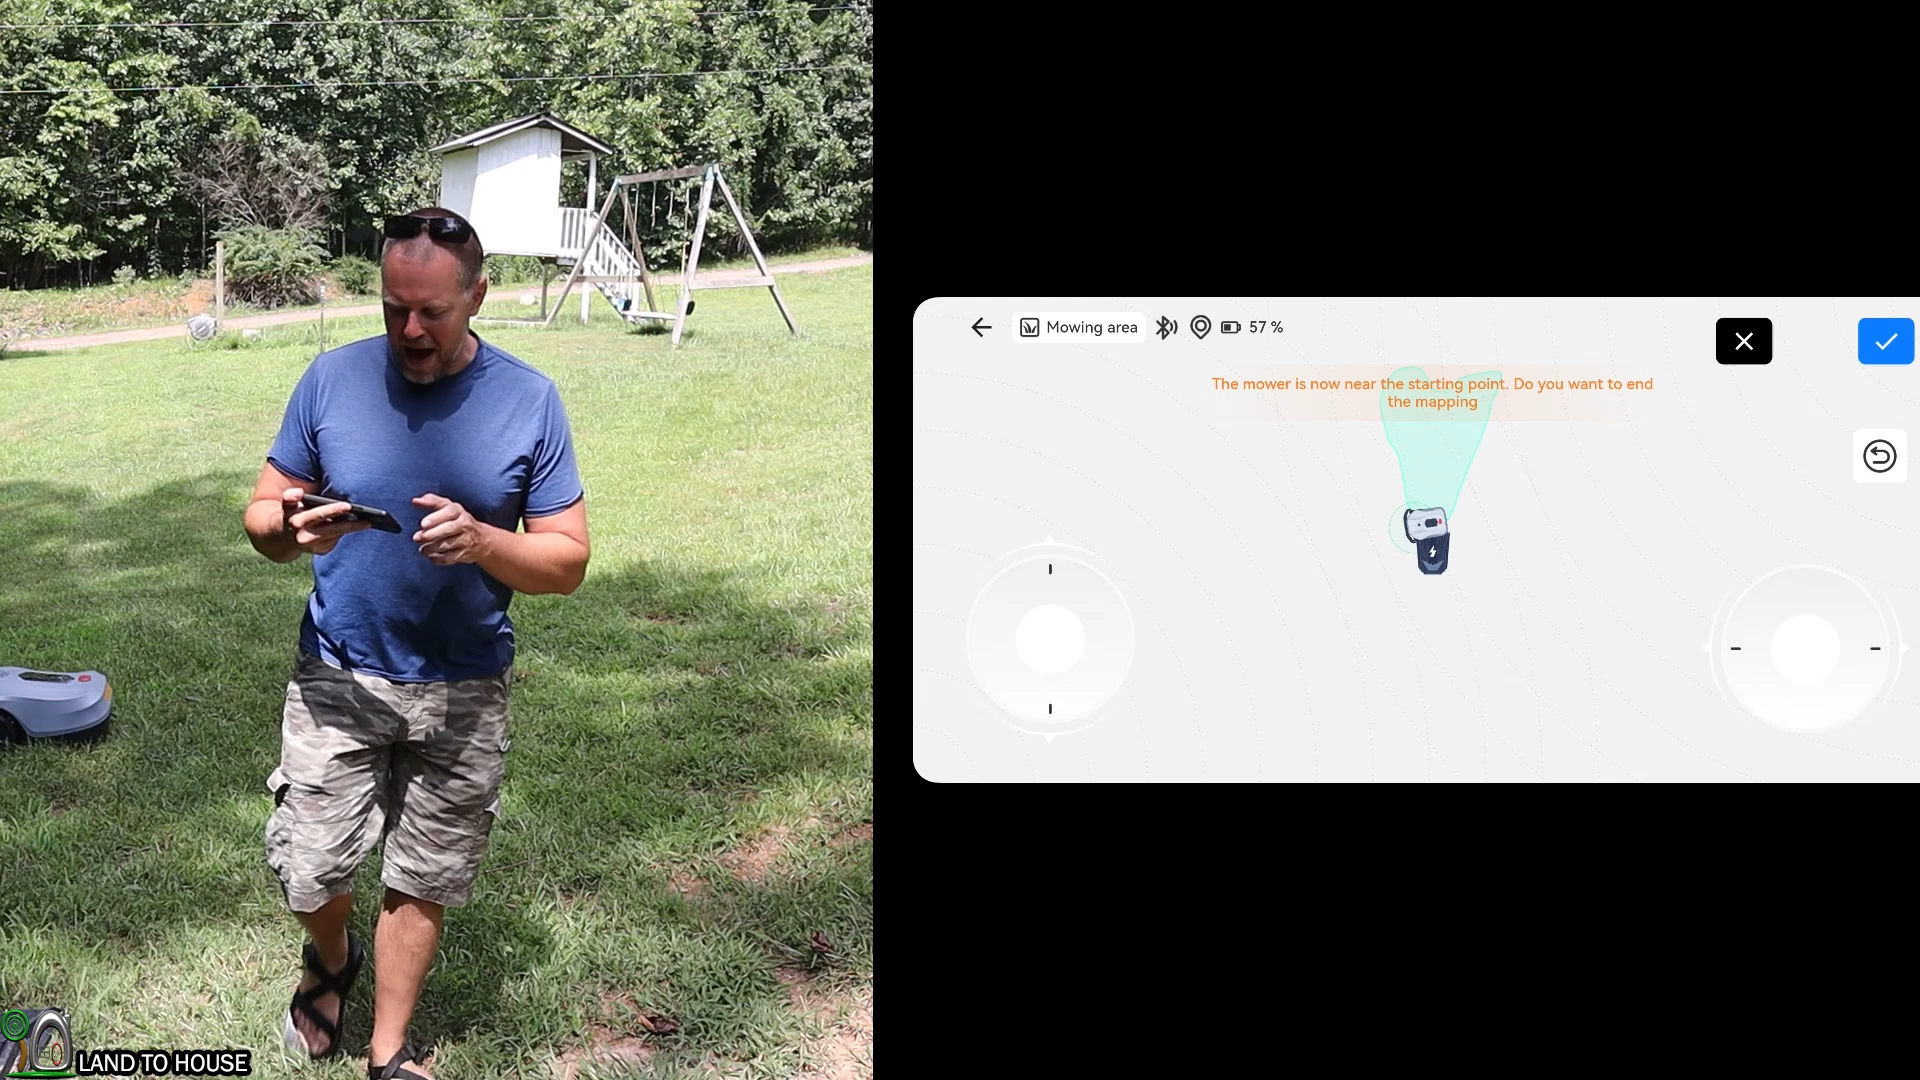 Mowing area
57 %
The mower is now near the starting point. Do you want to end
the mapping
LAND TO HOUSE